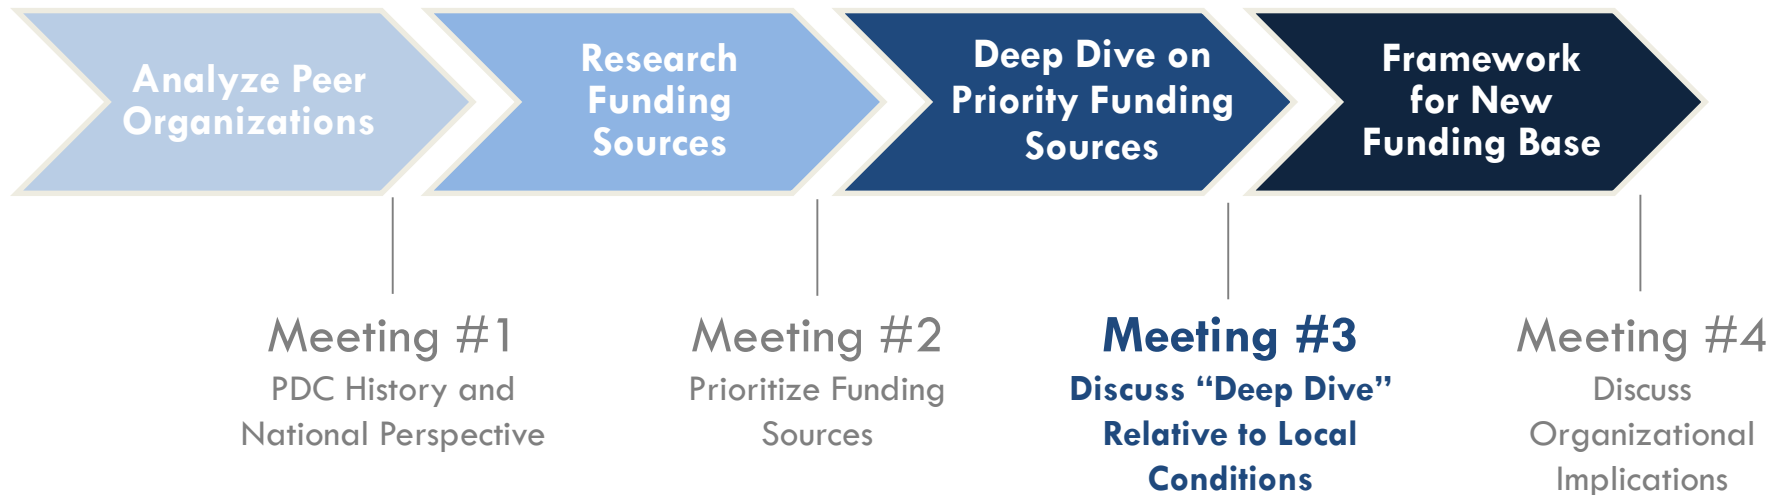 Analyze Peer
Organizations
Research
Funding
Sources
Deep Dive on
Priority Funding
Sources
Framework
for New
Funding Base
Meeting #1
PDC History and
National Perspective
Meeting #2
Prioritize Funding
Sources
Meeting #3
Discuss “Deep Dive”
Relative to Local
Conditions
Meeting #4
Discuss
Organizational
Implications